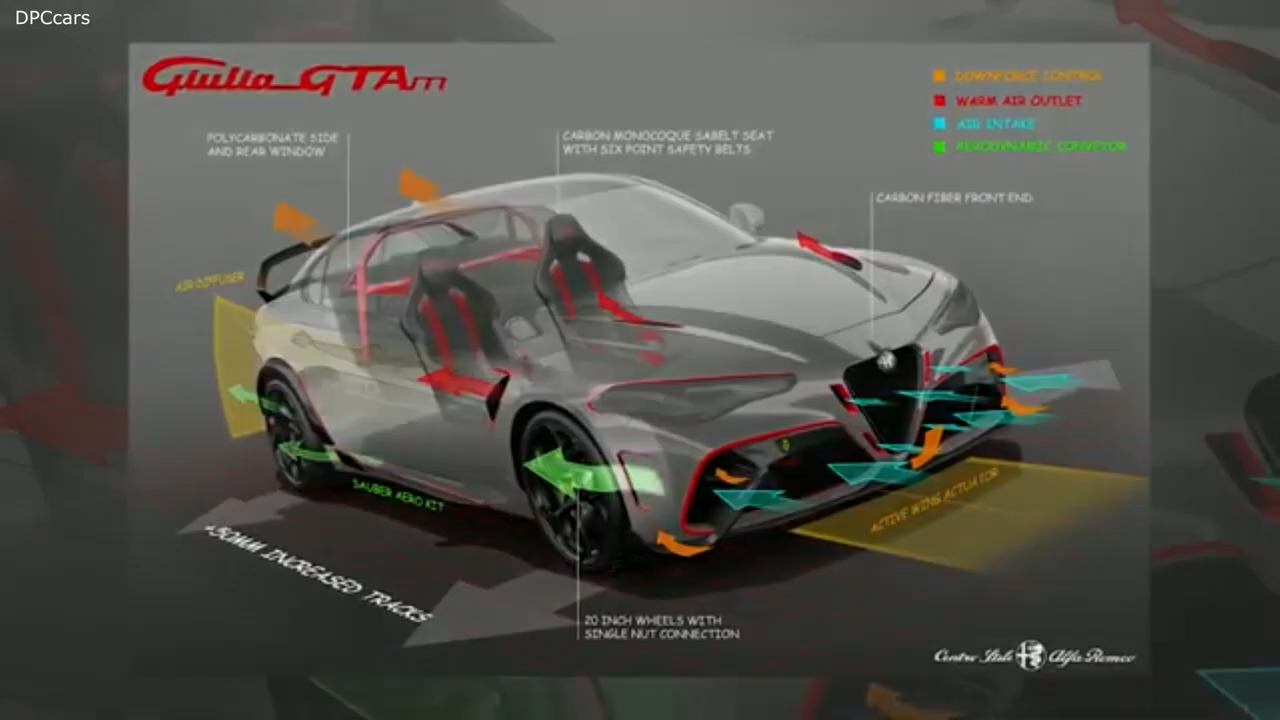 DPCcars
Giulia GTAm
DOWNFORCE CONTROL
WARM AIR OUTLET
AIR INTAKE
AERODYNAMIC CONVEYOR
POLYCARBONATE SIDE
AND REAR WINDOW
CARBON MONOCOQUE SABELT SEAT
WITH SIX POINT SAFETY BELTS
CARBON FIBER FRONT END
AIR DIFFUSER
SAUBER AERO KIT
ACTIVE WING ACTUATOR
+50MM INCREASED TRACKS
20 INCH WHEELS WITH
SINGLE NUT CONNECTION
Centro Stile Alfa Romeo